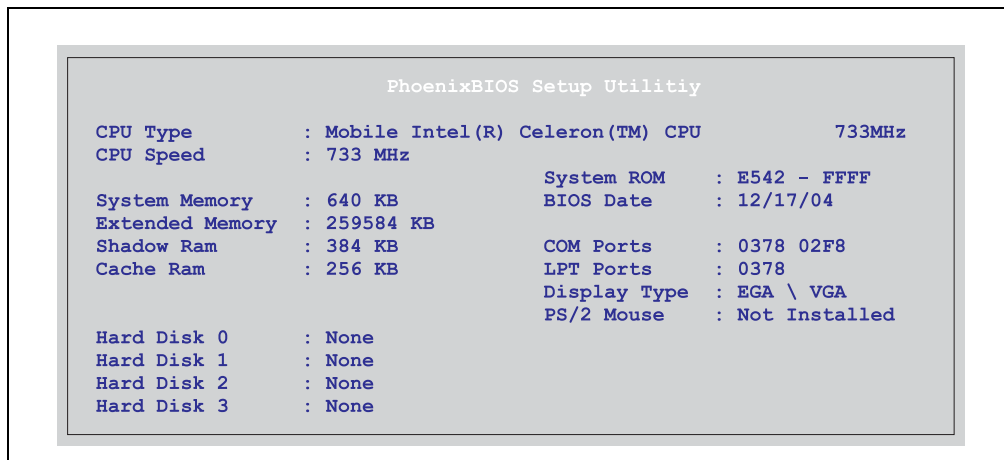 PhoenixBIOS Setup Utilitiy
CPU Type : Mobile Intel(R) Celeron(TM) CPU 733MHz
CPU Speed : 733 MHz
System ROM : E542 - FFFF
System Memory : 640 KB BIOS Date : 12/17/04
Extended Memory : 259584 KB
Shadow Ram : 384 KB COM Ports : 0378 02F8
Cache Ram : 256 KB LPT Ports : 0378
Display Type : EGA \ VGA
PS/2 Mouse : Not Installed
Hard Disk 0 : None
Hard Disk 1 : None
Hard Disk 2 : None
Hard Disk 3 : None